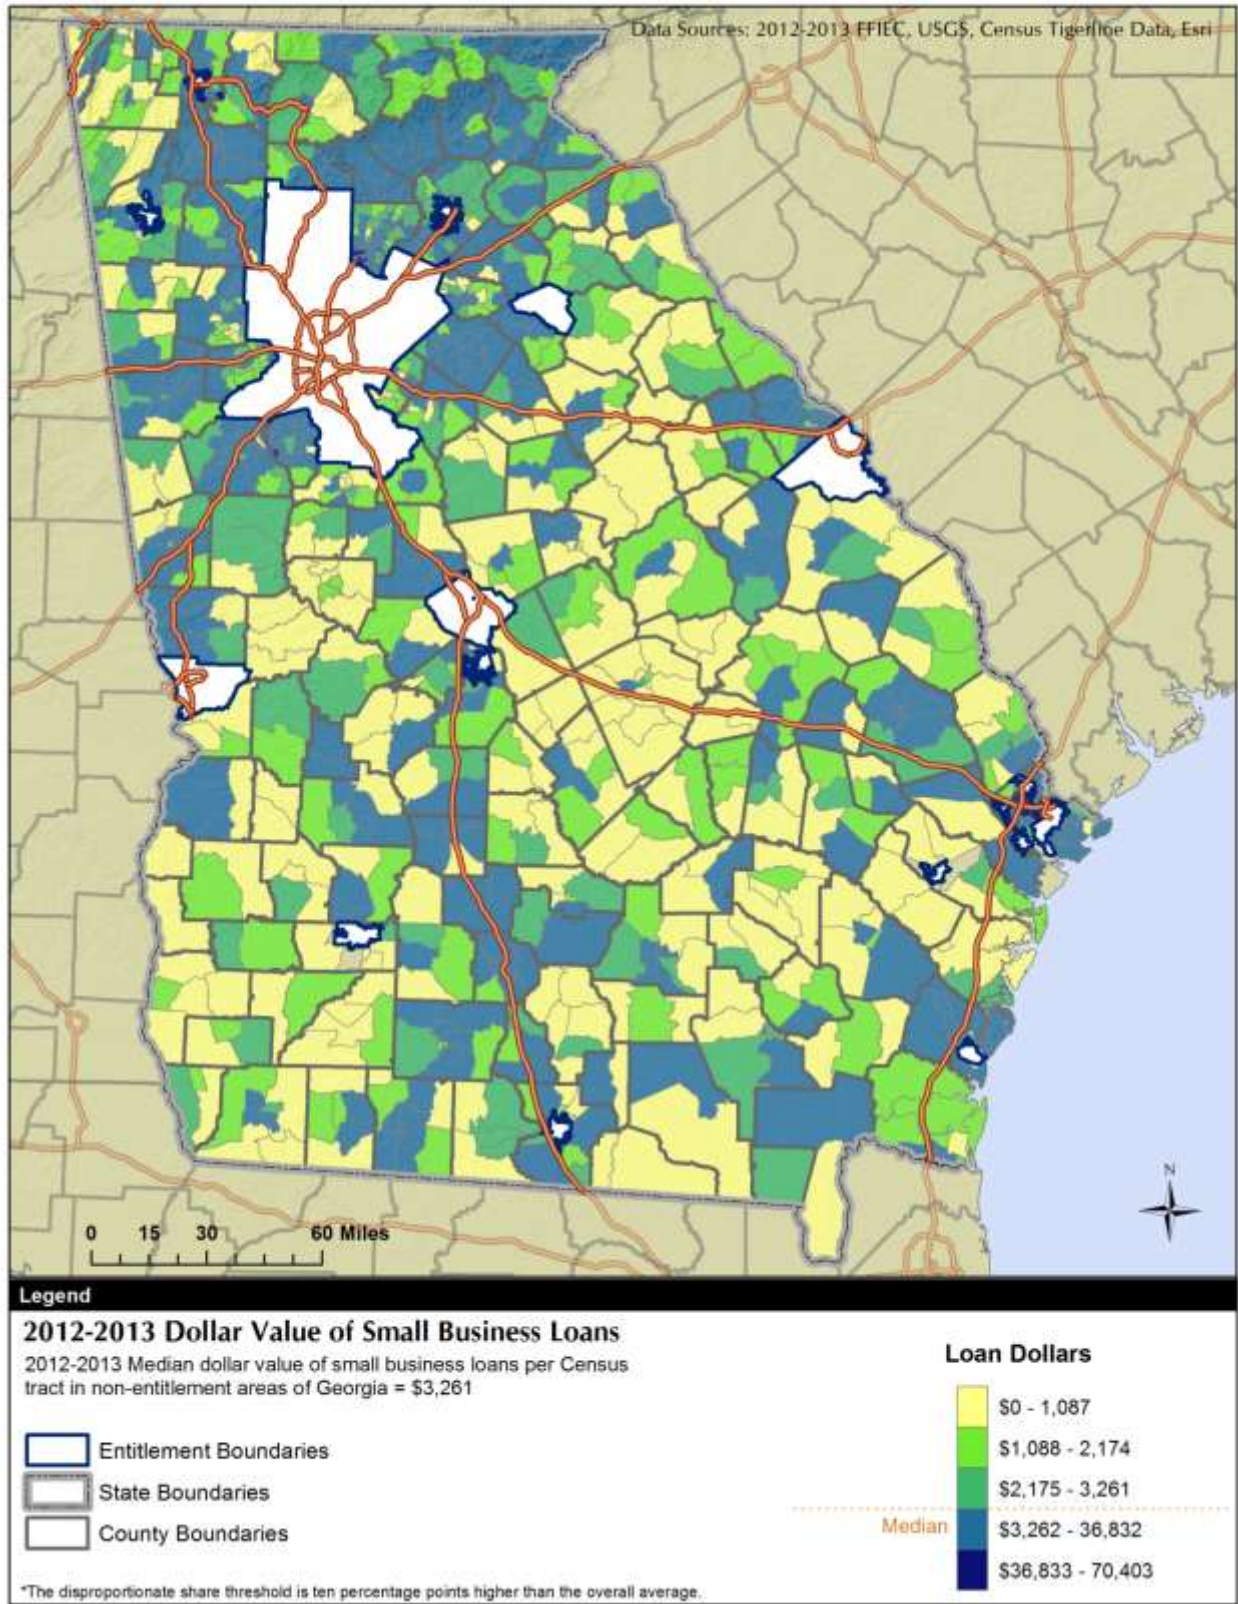 Data Sources: 2012-2013 FFIEC, USGS, Census Tigerline Data, Esri
N
0 15 30 60 Miles
Legend
2012-2013 Dollar Value of Small Business Loans
2012-2013 Median dollar value of small business loans per Census
tract in non-entitlement areas of Georgia = $3,261
Entitlement Boundaries
State Boundaries
County Boundaries
Loan Dollars
$0 - 1,087
$1,088 - 2,174
$2,175 - 3,261
Median
$3,262 - 36,832
$36,833 - 70,403
*The disproportionate share threshold is ten percentage points higher than the overall average.